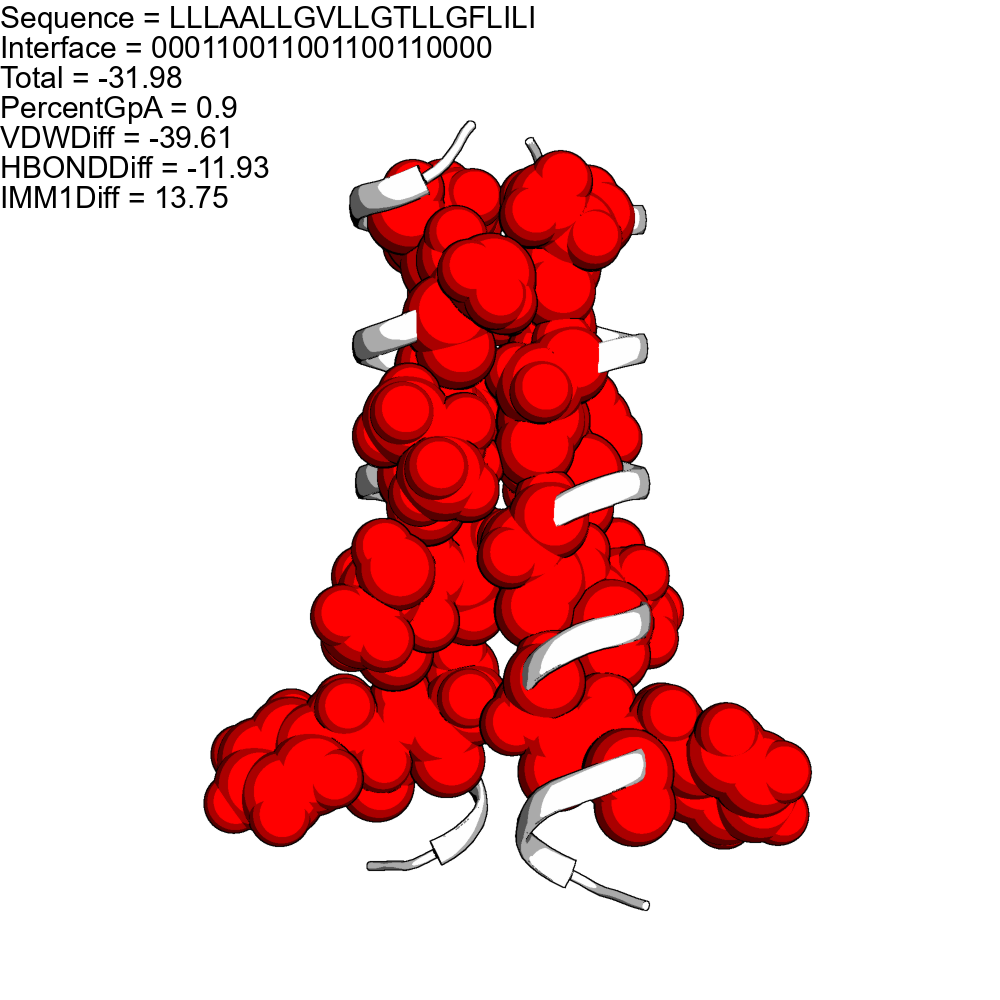 Sequence = LLLAALLGVLLGTLLGFLILI
Interface = 000110011001100110000
Total = -31.98
PercentGpA = 0.9
VDWDiff = -39.61
HBONDDiff = -11.93
IMM1Diff = 13.75